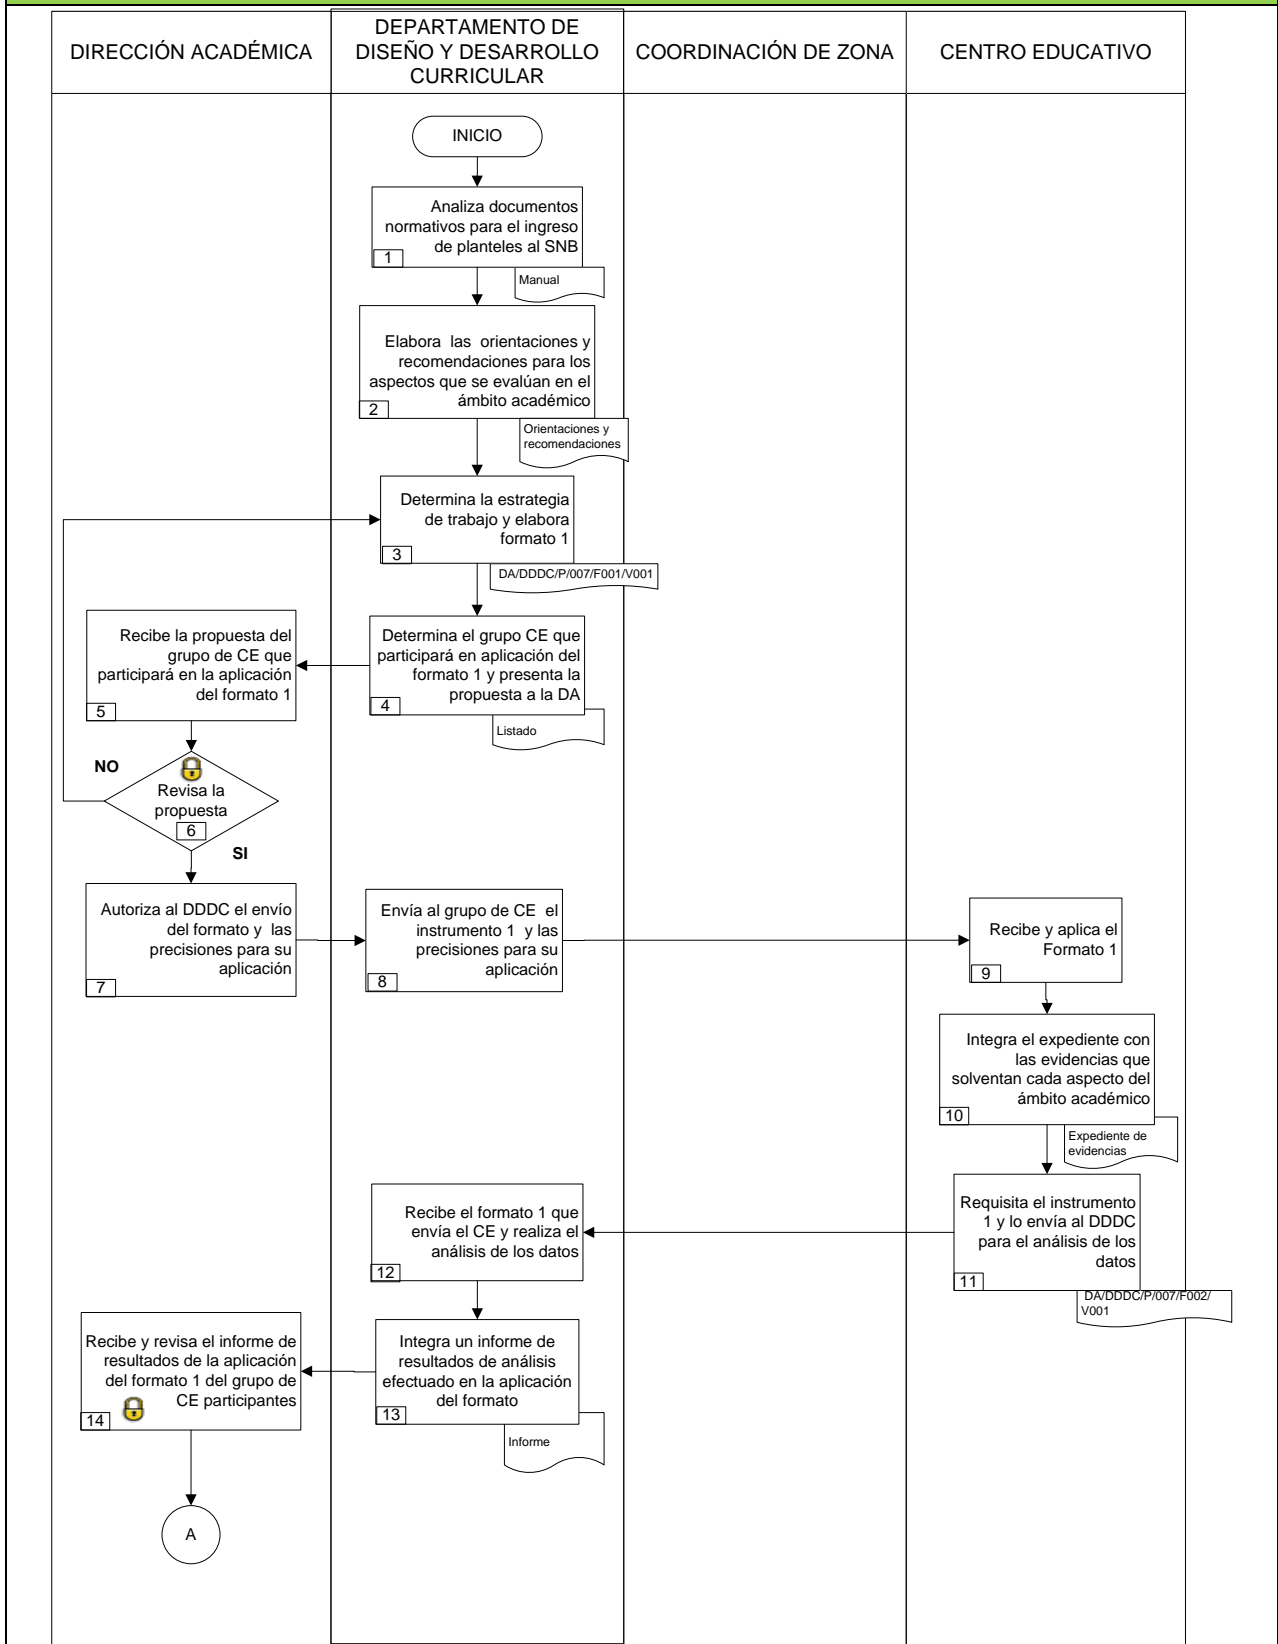 DIRECCIÓN ACADÉMICA
DEPARTAMENTO DE
DISEÑO Y DESARROLLO
CURRICULAR
COORDINACIÓN DE ZONA
CENTRO EDUCATIVO
INICIO
Analiza documentos
normativos para el ingreso
de planteles al SNB
1
Manual
Elabora las orientaciones y
recomendaciones para los
aspectos que se evalúan en el
ámbito académico
2
Orientaciones y
recomendaciones
Determina la estrategia
de trabajo y elabora
formato 1
3
DA/DDDC/P/007/F001/V001
Determina el grupo CE que
participará en aplicación del
formato 1 y presenta la
propuesta a la DA
4
Listado
Recibe la propuesta del
grupo de CE que
participará en la aplicación
del formato 1
5
NO
Revisa la
propuesta
6
SI
Autoriza al DDDC el envío
del formato y las
precisiones para su
aplicación
7
Envía al grupo de CE el
instrumento 1 y las
precisiones para su
aplicación
8
Recibe y aplica el
Formato 1
9
Integra el expediente con
las evidencias que
solventan cada aspecto del
ámbito académico
10
Expediente de
evidencias
Requisita el instrumento
1 y lo envía al DDDC
para el análisis de los
datos
11
DA/DDDC/P/007/F002/
V001
Recibe el formato 1 que
envía el CE y realiza el
análisis de los datos
12
Integra un informe de
resultados de análisis
efectuado en la aplicación
del formato
13
Informe
Recibe y revisa el informe de
resultados de la aplicación
del formato 1 del grupo de
CE participantes
14
A